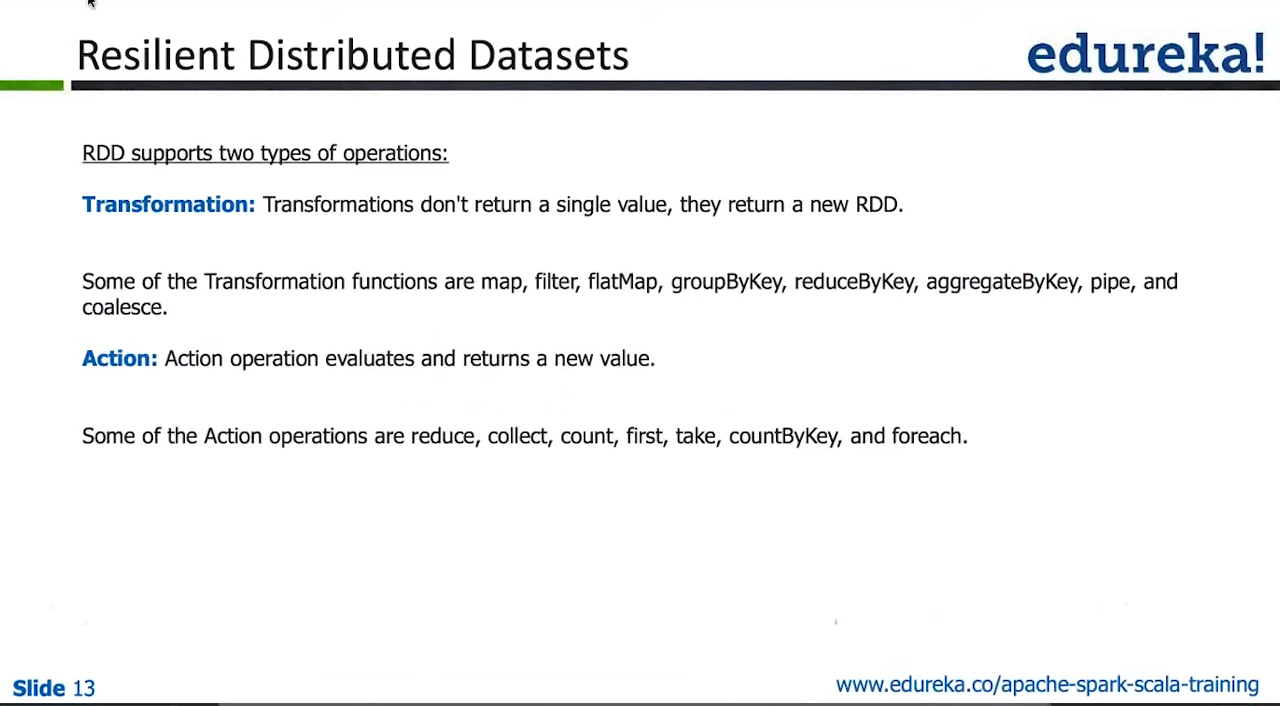 Resilient Distributed Datasets
edureka!
RDD supports two types of operations:
Transformation: Transformations don't return a single value, they return a new RDD.
Some of the Transformation functions are map, filter, flatMap, groupByKey, reduceByKey, aggregateByKey, pipe, and
coalesce.
Action: Action operation evaluates and returns a new value.
Some of the Action operations are reduce, collect, count, first, take, countByKey, and foreach.
Slide 13
www.edureka.co/apache-spark-scala-training